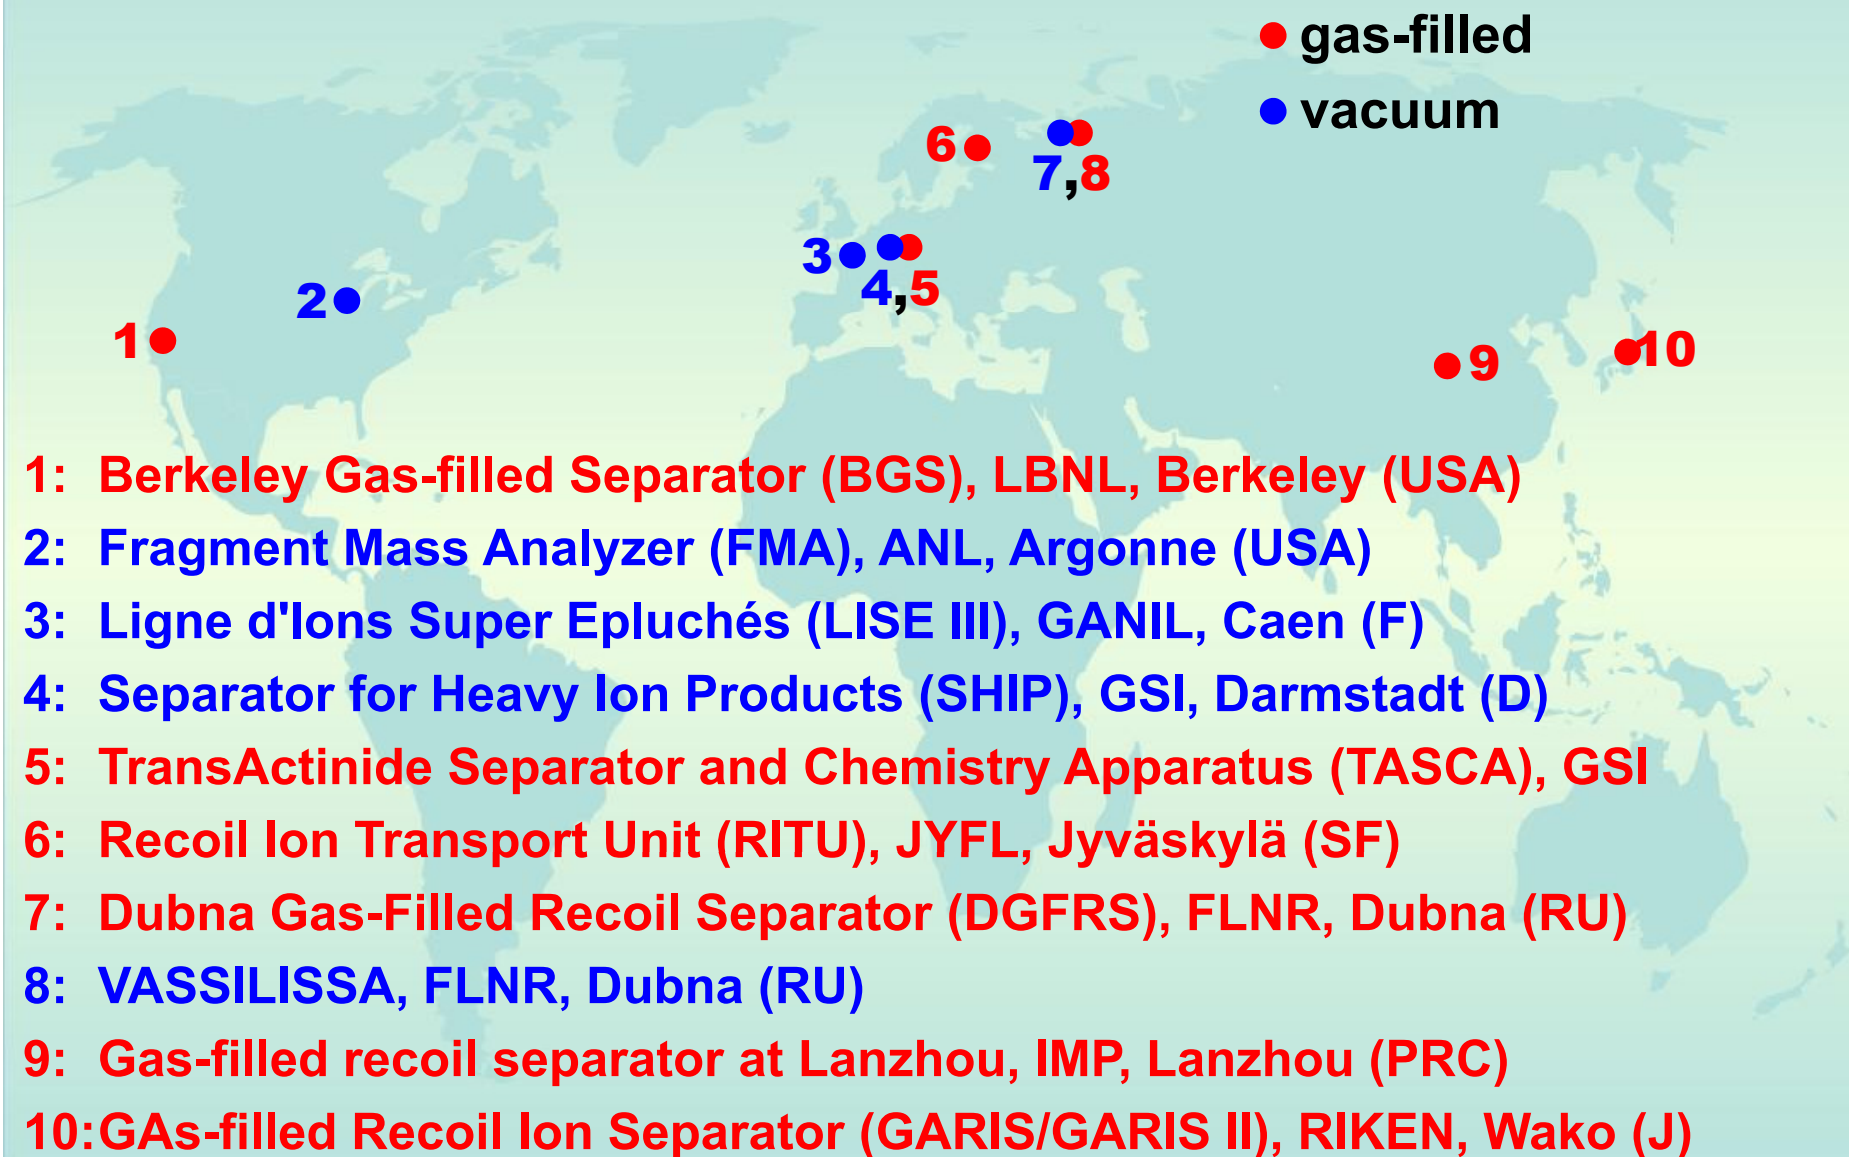 gas-filled
vacuum
6
7,8
3
4,5
2
1
9
10
1: Berkeley Gas-filled Separator (BGS), LBNL, Berkeley (USA)
2: Fragment Mass Analyzer (FMA), ANL, Argonne (USA)
3: Ligne d'Ions Super Epluchés (LISE III), GANIL, Caen (F)
4: Separator for Heavy Ion Products (SHIP), GSI, Darmstadt (D)
5: TransActinide Separator and Chemistry Apparatus (TASCA), GSI
6: Recoil Ion Transport Unit (RITU), JYFL, Jyväskylä (SF)
7: Dubna Gas-Filled Recoil Separator (DGFRS), FLNR, Dubna (RU)
8: VASSILISSA, FLNR, Dubna (RU)
9: Gas-filled recoil separator at Lanzhou, IMP, Lanzhou (PRC)
10:GAs-filled Recoil Ion Separator (GARIS/GARIS II), RIKEN, Wako (J)